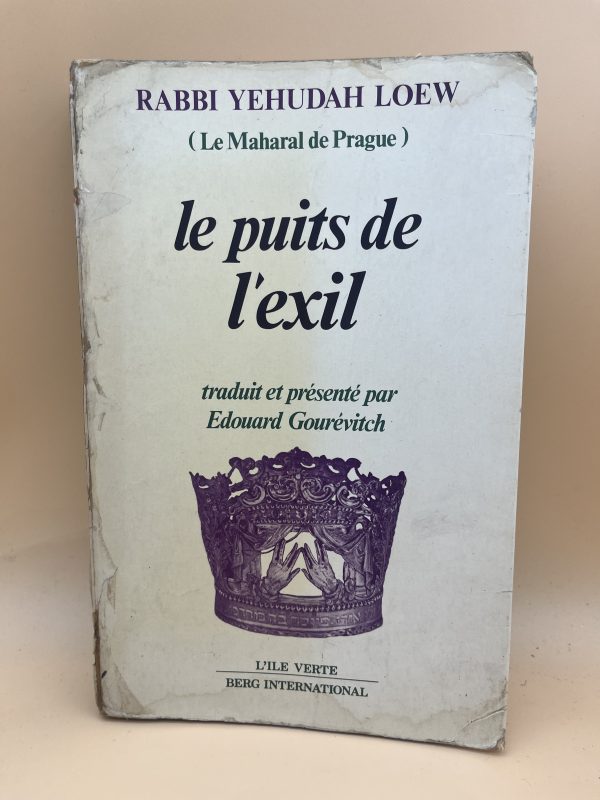 RABBI YEHUDAH LOEW
( Le Maharal de Prague )
le puits de
l'exil
traduit et présenté par
Edouard Gourévitch
L'ILE VERTE
BERG INTERNATIONAL